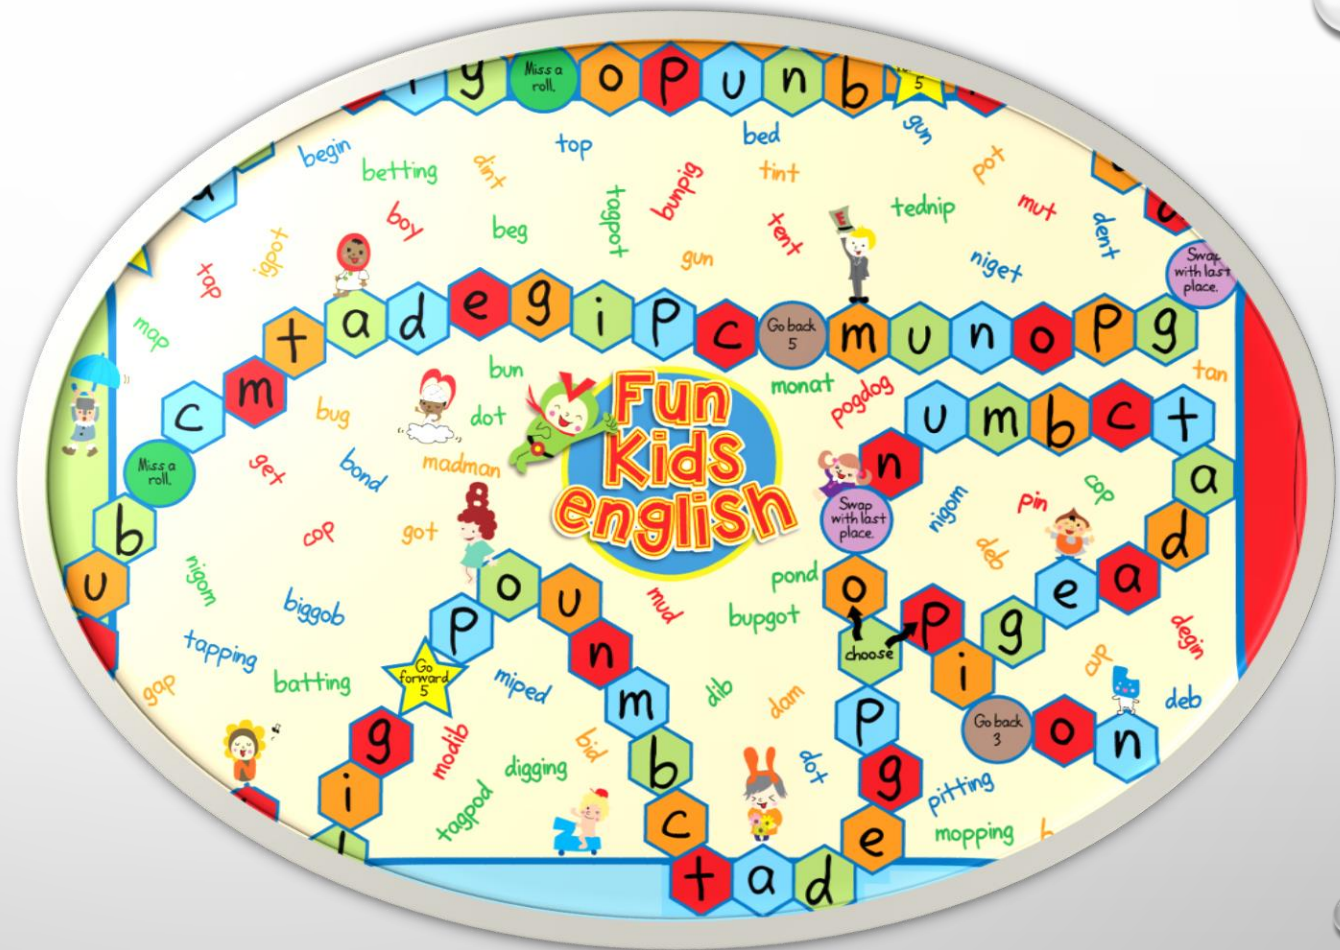 y Miss a roll. o p u n b 5
begin
betting
dint
top
bed
gun
tint
pot
bunpig
tagpot
boy
beg
tent
tednip
mut
dent
igpot
tap
gun
niget
Swap with last place.
map
t a d e g i p c Go back 5 m u n o p g
c m
Miss a roll.
b
u
bun
monat
pogdog
tan
bug
dot
Fun
Kids
english
u m b c t
n
a
d
a
e
g
p
i
get
bond
madman
Swap with last place.
nigom
pin
cop
cop
got
deb
nigom
biggob
mud
pond
bupgot
o
choose
degin
cup
deb
tapping
gap
batting
p o u n m b c t a d e g p
Go forward 5
g
i
miped
dib
dam
Go back 3
o n
modib
bid
digging
dot
pitting
tagpod
mopping